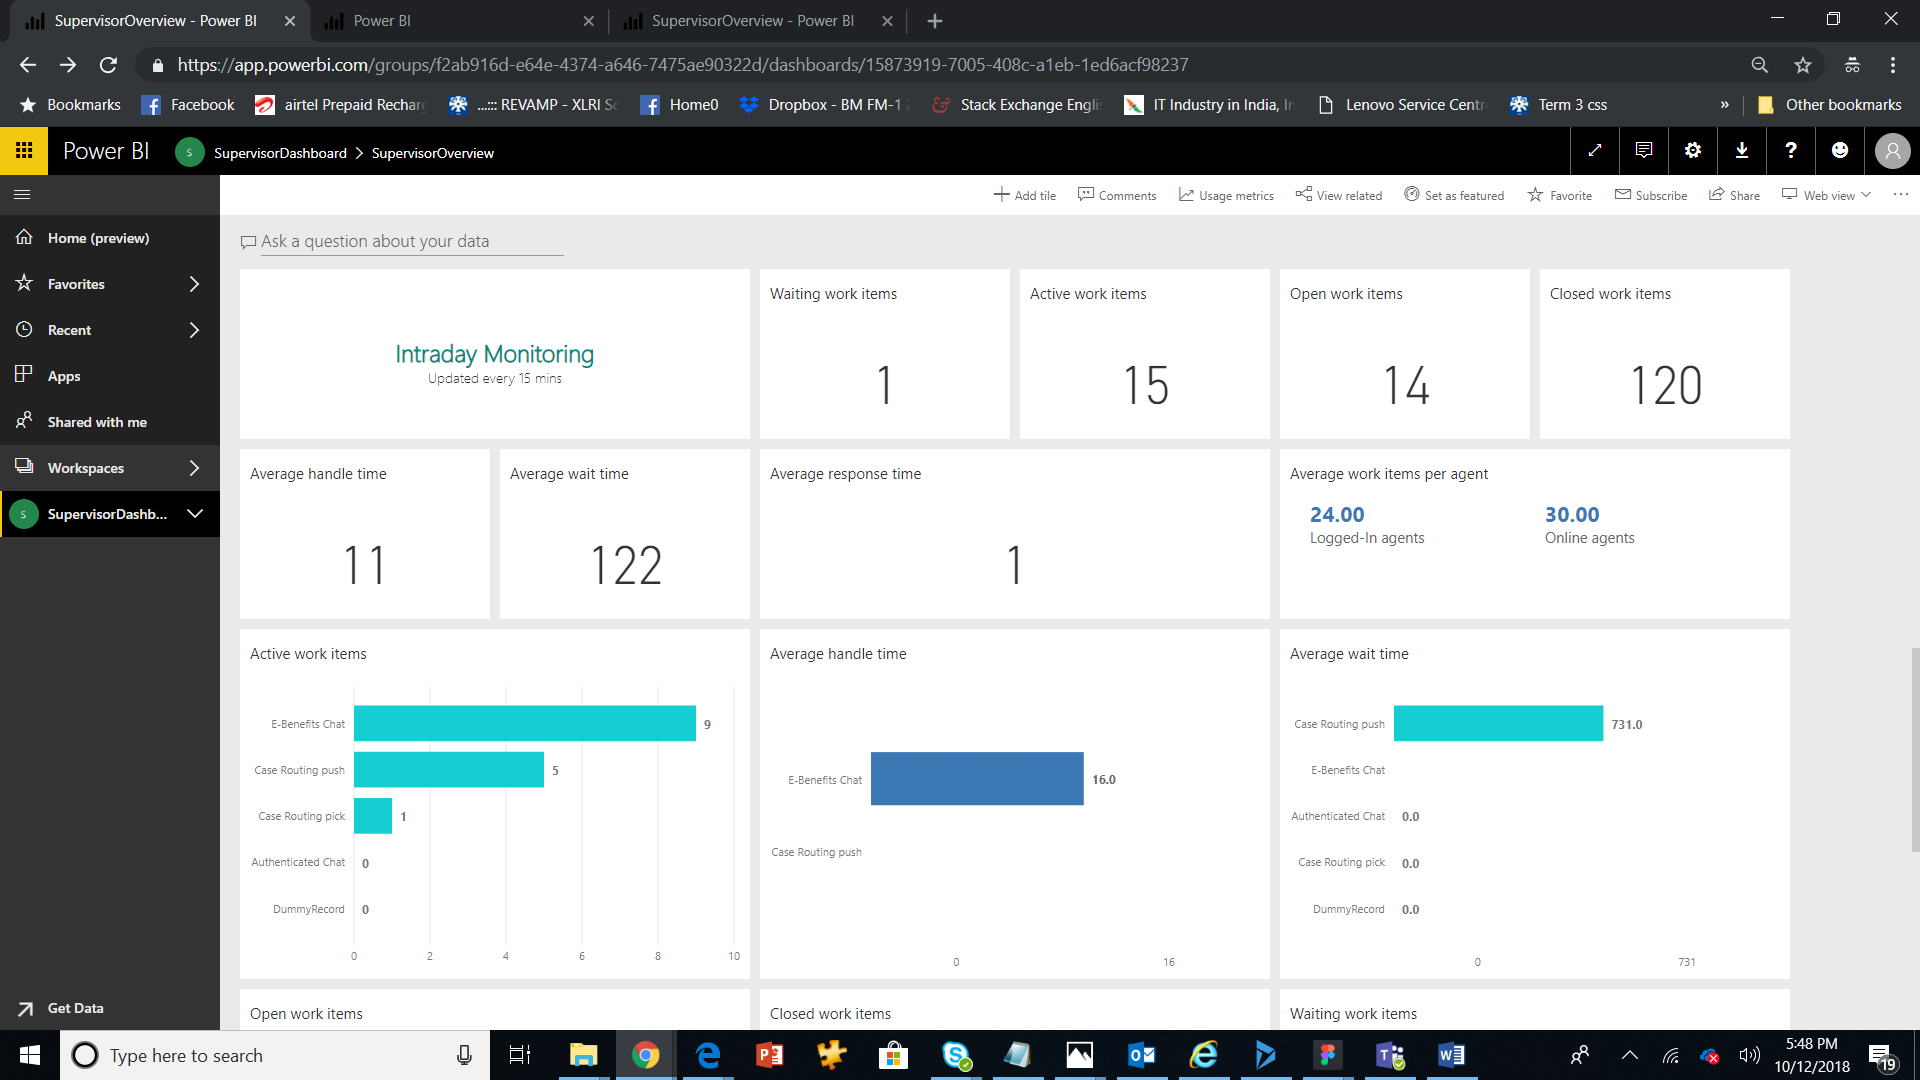 SupervisorOverview - Power BI
Power BI
SupervisorOverview - Power BI
https://app.powerbi.com/groups/f2ab916d-e64e-4374-a646-7475ae90322d/dashboards/15873919-7005-408c-a1eb-1ed6acf98237
Bookmarks
Facebook
airtel Prepaid Rechar
...::: REVAMP - XLRI S
Home0
Dropbox - BM FM-1
Stack Exchange Engli
IT Industry in India, I
Lenovo Service Centr
Term 3 css
»
Other bookmarks
Power BI
S
SupervisorDashboard > SupervisorOverview
Add tile
Comments
Usage metrics
View related
Set as featured
Favorite
Subscribe
Share
Web view
Home (preview)
Favorites
Recent
Apps
Shared with me
Workspaces
S
SupervisorDashb...
Get Data
Ask a question about your data
Intraday Monitoring
Updated every 15 mins
Waiting work items
1
Active work items
15
Open work items
14
Closed work items
120
Average handle time
11
Average wait time
122
Average response time
1
Average work items per agent
24.00
Logged-In agents
30.00
Online agents
Active work items
E-Benefits Chat 9
Case Routing push 5
Case Routing pick 1
Authenticated Chat 0
DummyRecord 0
0 2 4 6 8 10
Average handle time
E-Benefits Chat 16.0
Case Routing push
0 16
Average wait time
Case Routing push 731.0
E-Benefits Chat
Authenticated Chat 0.0
Case Routing pick 0.0
DummyRecord 0.0
0 731
Open work items
Closed work items
Waiting work items
Type here to search
5:48 PM
10/12/2018
19